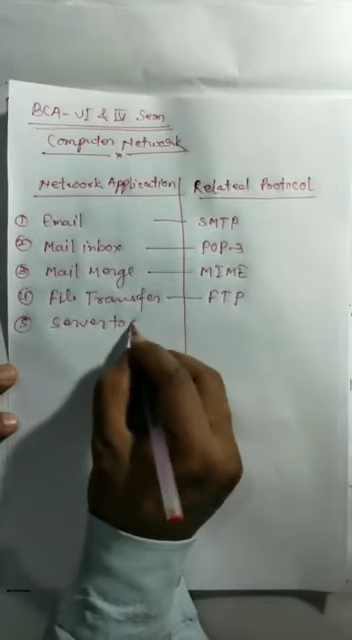 BCA-VI & IV Sem
Computer Network
Network Application Related Protocol
① Email — SMTP
② Mail inbox — POP-3
③ Mail Merge — MIME
④ File Transfer — FTP
⑤ Server to